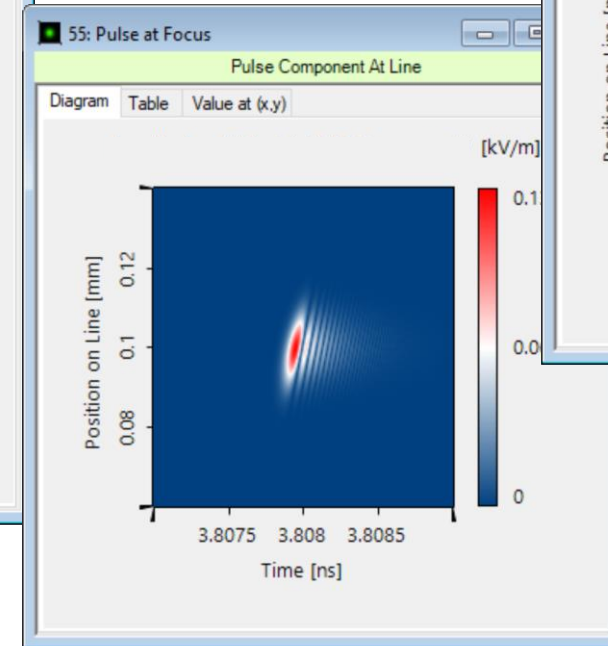 55: Pulse at Focus
Pulse Component At Line
Diagram Table Value at (x,y)
[kV/m]
0.12
0.1
0.08
Position on Line [mm]
0
3.8075 3.808 3.8085
Time [ns]